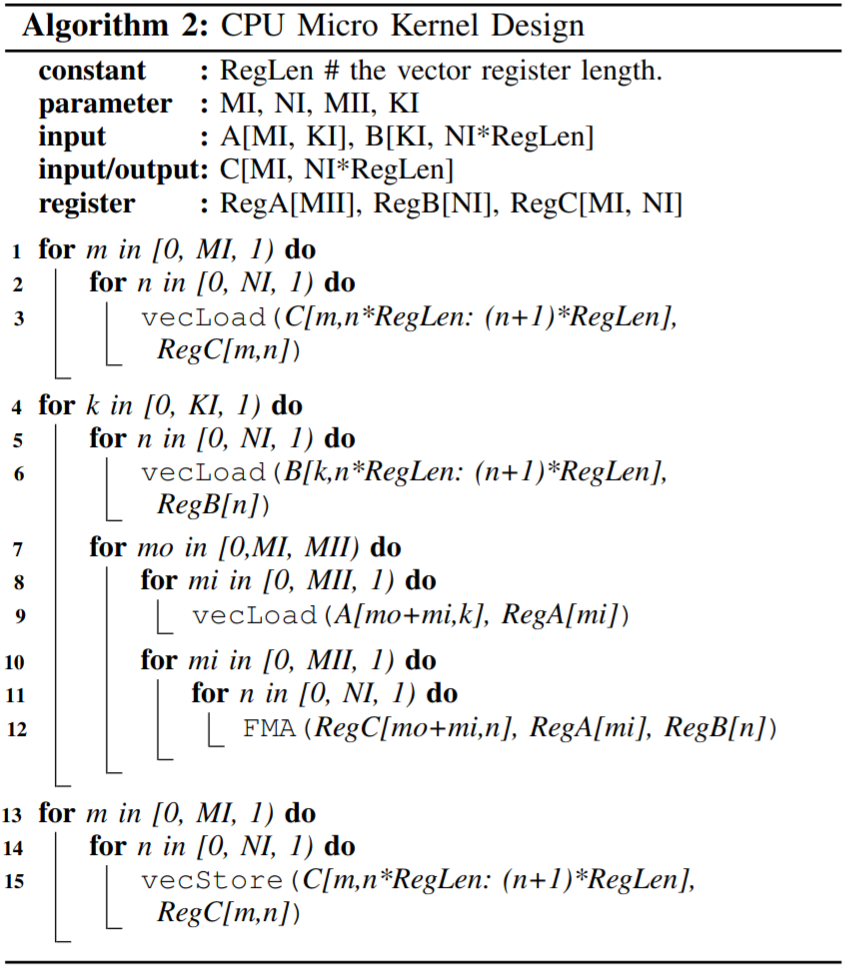 Algorithm 2: CPU Micro Kernel Design
constant : RegLen # the vector register length.
parameter : MI, NI, MII, KI
input : A[MI, KI], B[KI, NI*RegLen]
input/output: C[MI, NI*RegLen]
register : RegA[MII], RegB[NI], RegC[MI, NI]
1 for m in [0, MI, 1) do
2 for n in [0, NI, 1) do
3 vecLoad(C[m,n*RegLen: (n+1)*RegLen],
RegC[m,n])
4 for k in [0, KI, 1) do
5 for n in [0, NI, 1) do
6 vecLoad(B[k,n*RegLen: (n+1)*RegLen],
RegB[n])
7 for mo in [0,MI, MII) do
8 for mi in [0, MII, 1) do
9 vecLoad(A[mo+mi,k], RegA[mi])
10 for mi in [0, MII, 1) do
11 for n in [0, NI, 1) do
12 FMA(RegC[mo+mi,n], RegA[mi], RegB[n])
13 for m in [0, MI, 1) do
14 for n in [0, NI, 1) do
15 vecStore(C[m,n*RegLen: (n+1)*RegLen],
RegC[m,n])